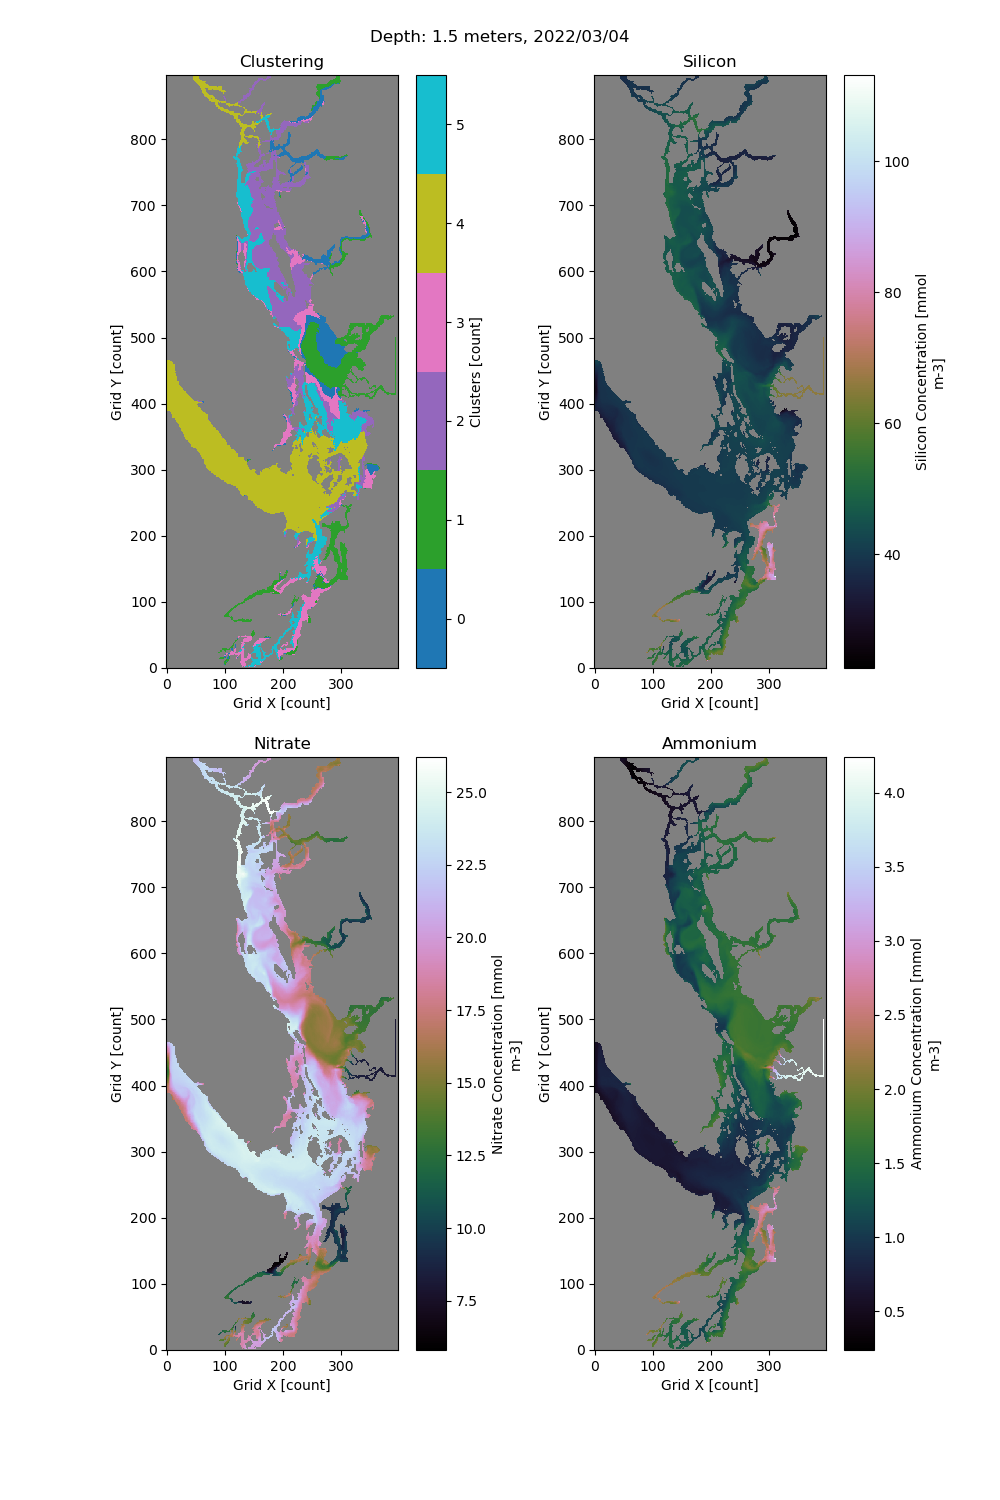 Depth: 1.5 meters, 2022/03/04
Clustering
Silicon
800
700
600
500
400
300
200
100
0
Grid Y [count]
0 100 200 300
Grid X [count]
5
4
3
2
1
0
Clusters [count]
800
700
600
500
400
300
200
100
0
Grid Y [count]
0 100 200 300
Grid X [count]
100
80
60
40
Silicon Concentration [mmol
m-3]
Nitrate
Ammonium
800
700
600
500
400
300
200
100
0
Grid Y [count]
0 100 200 300
Grid X [count]
25.0
22.5
20.0
17.5
15.0
12.5
10.0
7.5
Nitrate Concentration [mmol
m-3]
800
700
600
500
400
300
200
100
0
Grid Y [count]
0 100 200 300
Grid X [count]
4.0
3.5
3.0
2.5
2.0
1.5
1.0
0.5
Ammonium Concentration [mmol
m-3]